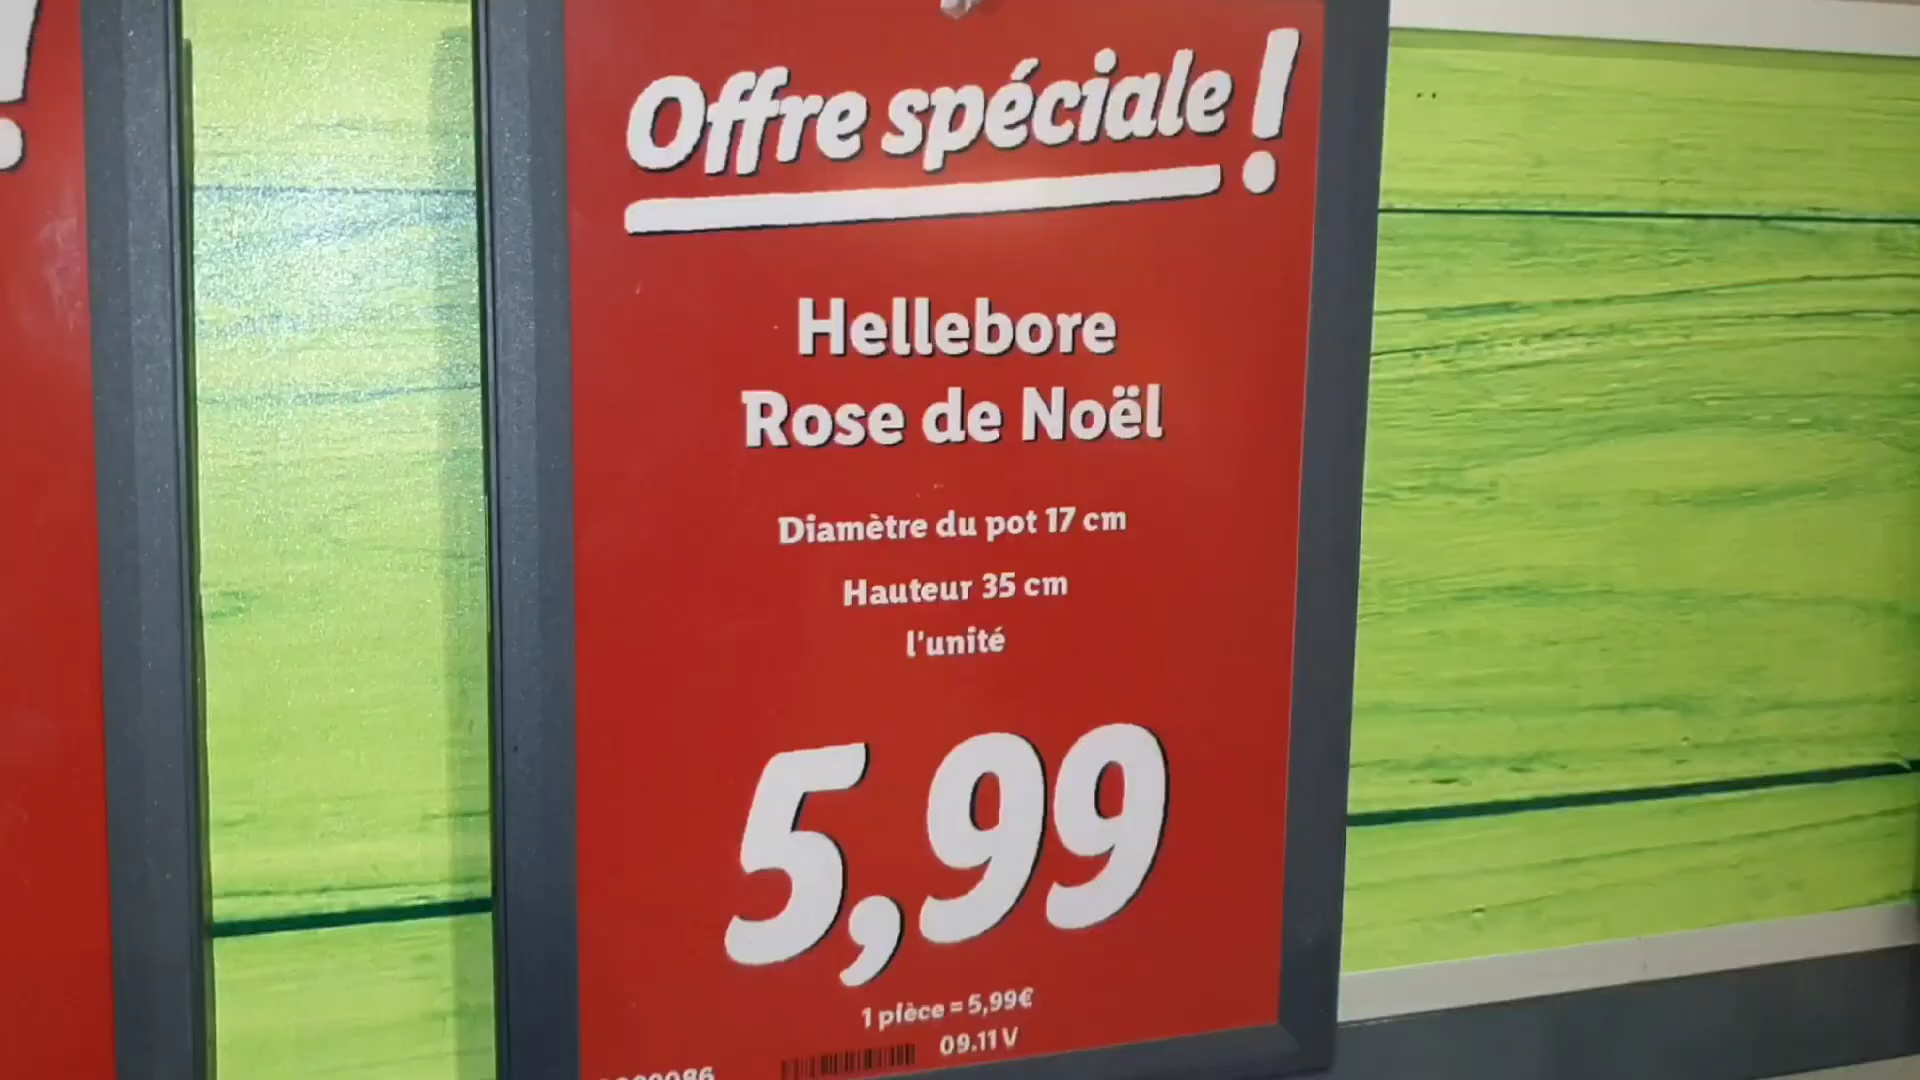 Offre spéciale !
Hellebore
Rose de Noël
Diamètre du pot 17 cm
Hauteur 35 cm
l'unité
5,99
1 pièce = 5,99€
09.11 V